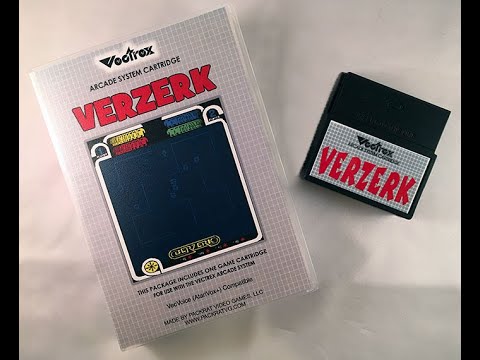 Vectrex
ARCADE SYSTEM CARTRIDGE
VERZERK
VERZERK
THIS PACKAGE INCLUDES ONE GAME CARTRIDGE
FOR USE WITH THE VECTREX ARCADE SYSTEM
VecVoice (AtariVox+) Compatible
MADE BY PACKRAT VIDEO GAMES, LLC
WWW.PACKRATVG.COM
Vectrex
VERZERK